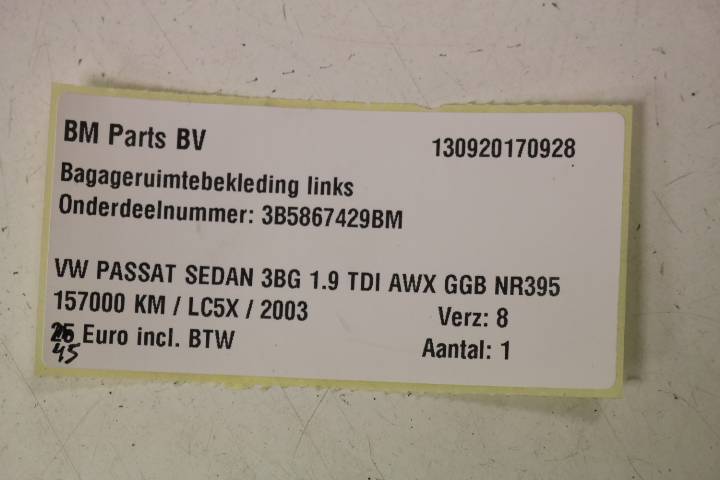 BM Parts BV 130920170928
Bagageruimtebekleding links
Onderdeelnummer: 3B5867429BM
VW PASSAT SEDAN 3BG 1.9 TDI AWX GGB NR395
157000 KM / LC5X / 2003 Verz: 8
25 Euro incl. BTW Aantal: 1
45